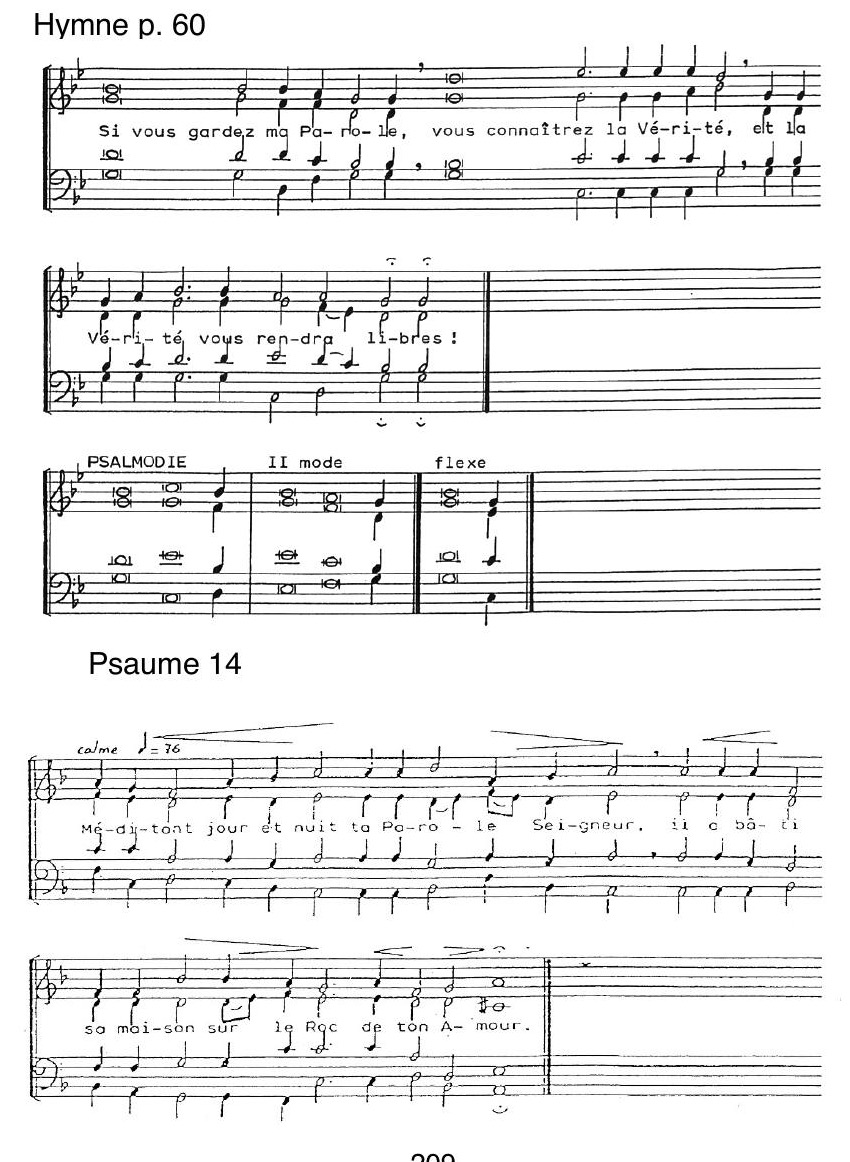 Hymne p. 60
Si vous gardez ma Pa-ro-le, vous connaîtrez la Vé-ri-té, et la
Vé-ri-té vous ren-dra li-bres !
PSALMODIE II mode flexe
Psaume 14
calme = 76
Mé-di-tant jour et nuit ta Pa-ro-le Sei-gneur, il a bâ-ti
sa mai-son sur le Roc de ton A-mour.
209